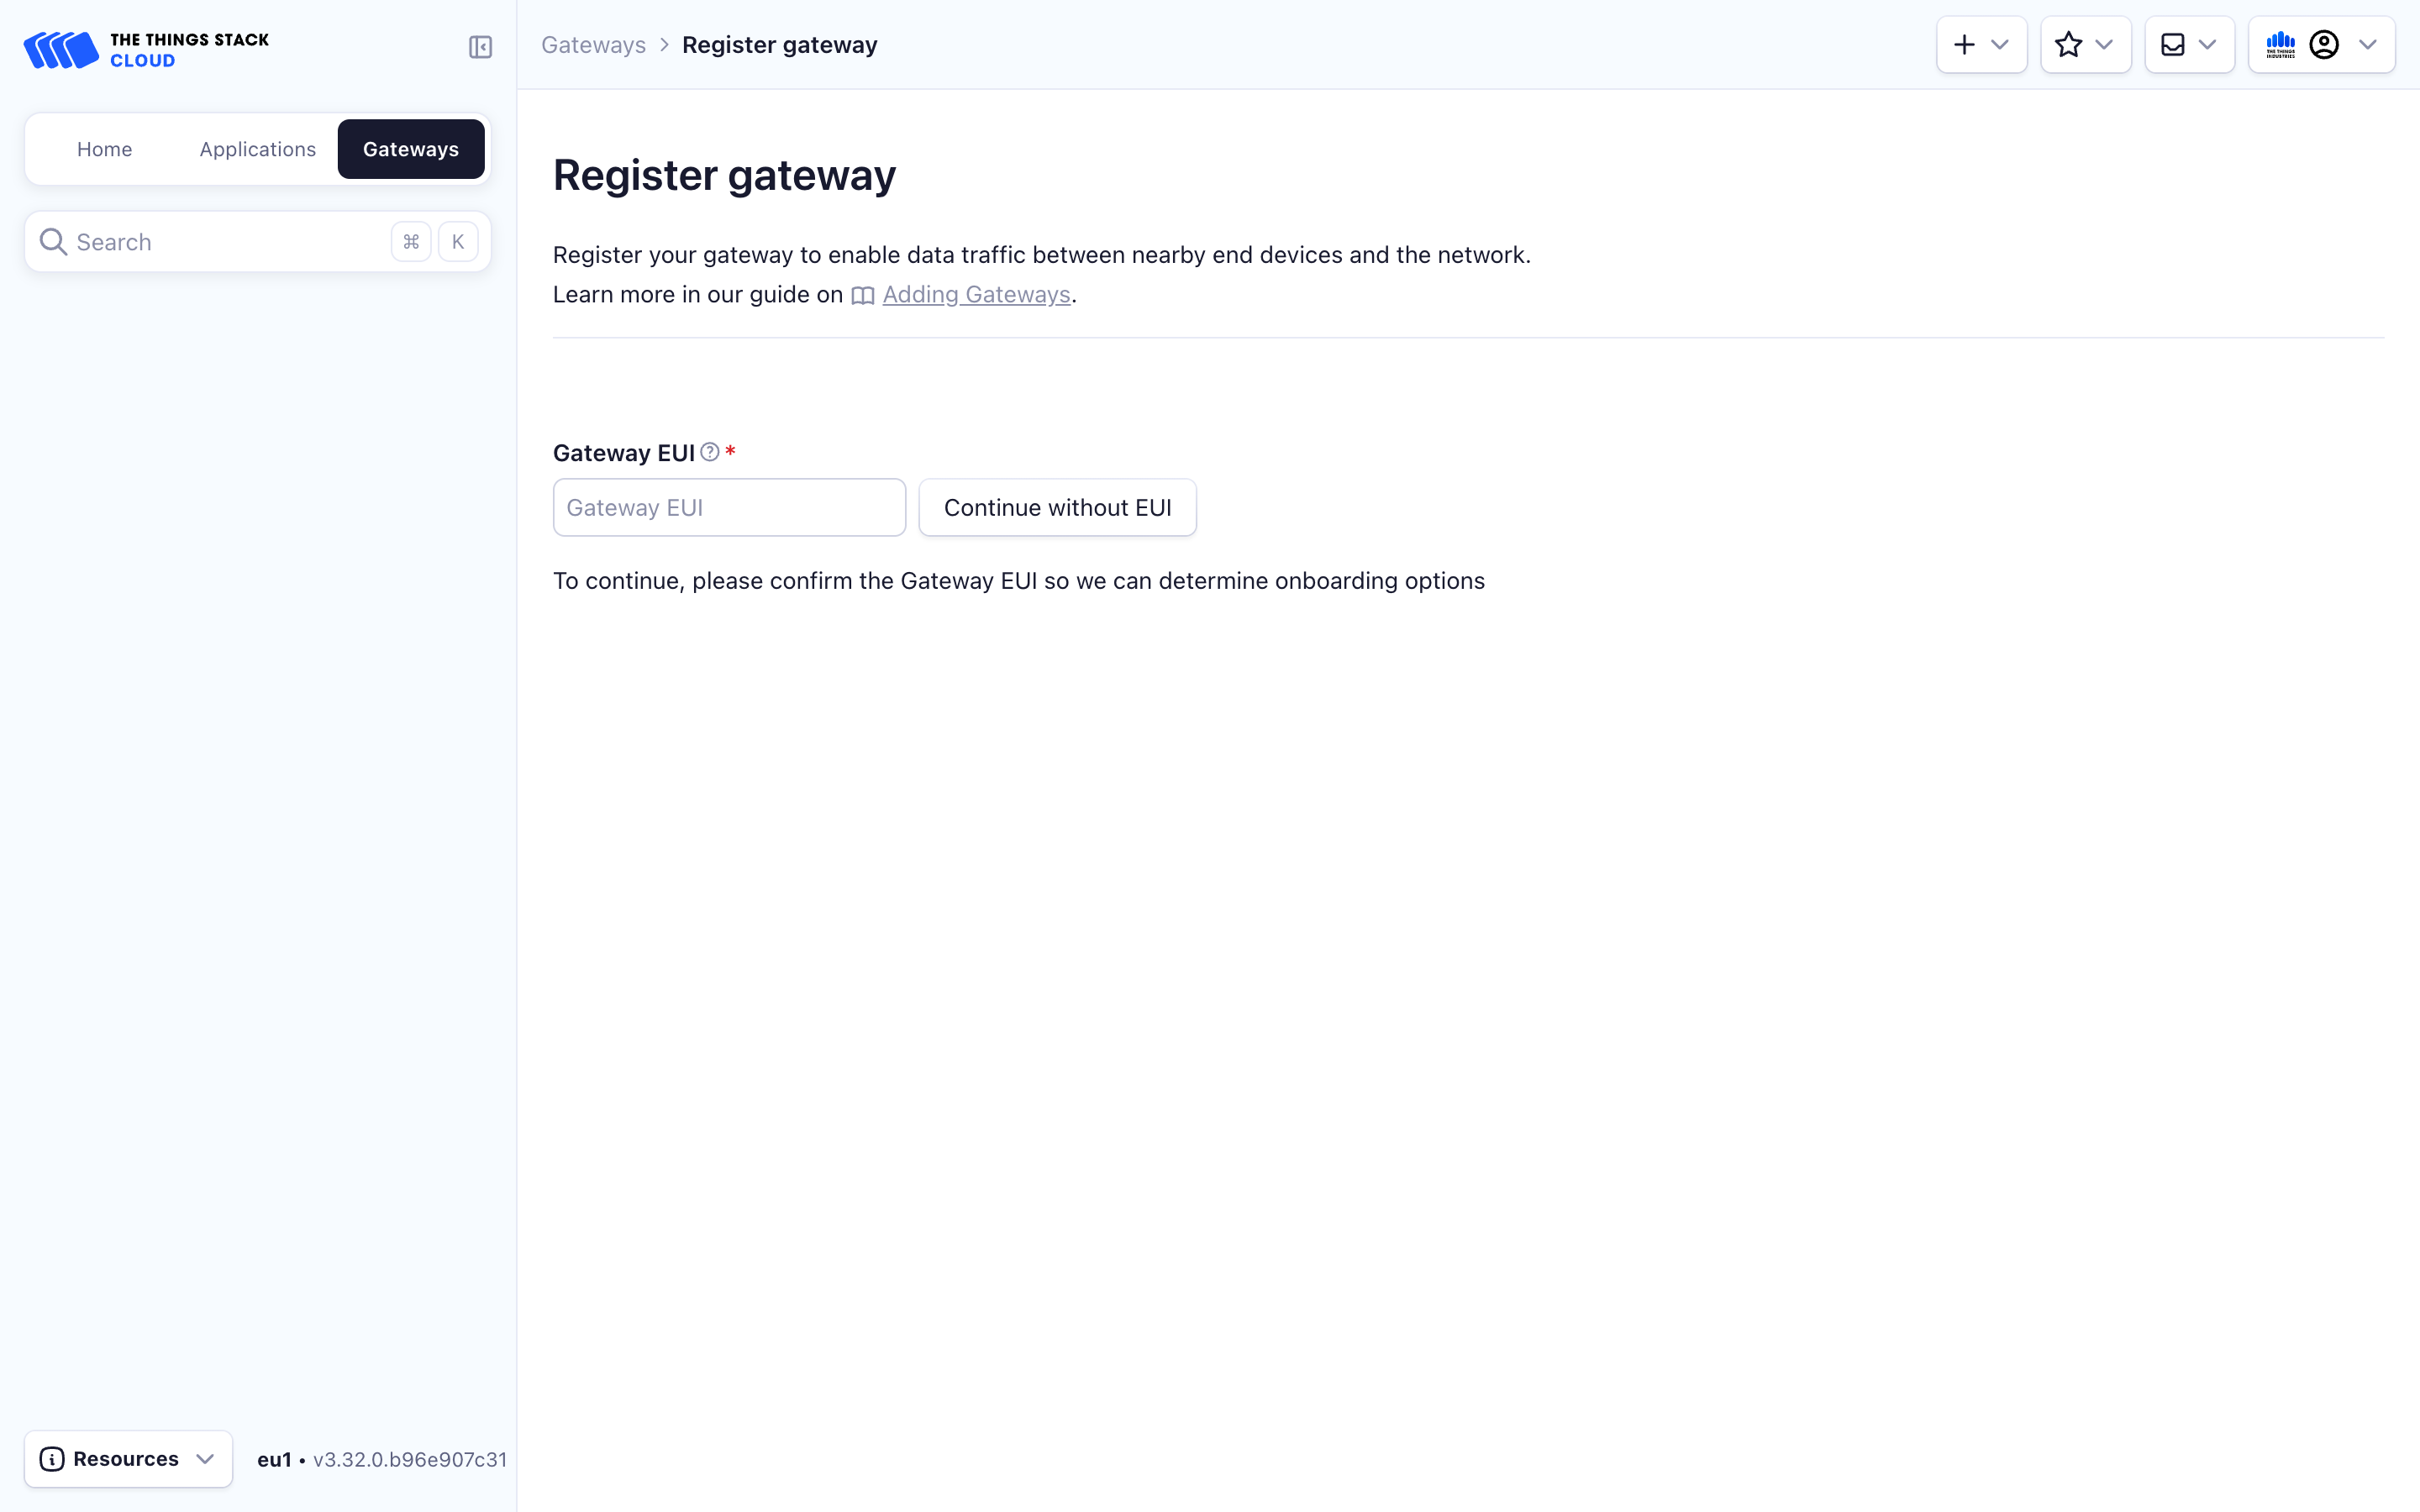 THE THINGS STACK
CLOUD
Gateways > Register gateway
Home
Applications
Gateways
Search
⌘ K
Register gateway
Register your gateway to enable data traffic between nearby end devices and the network.
Learn more in our guide on Adding Gateways.
Gateway EUI ? *
Gateway EUI
Continue without EUI
To continue, please confirm the Gateway EUI so we can determine onboarding options
Resources
eu1 • v3.32.0.b96e907c31
THE THINGS
INDUSTRIES